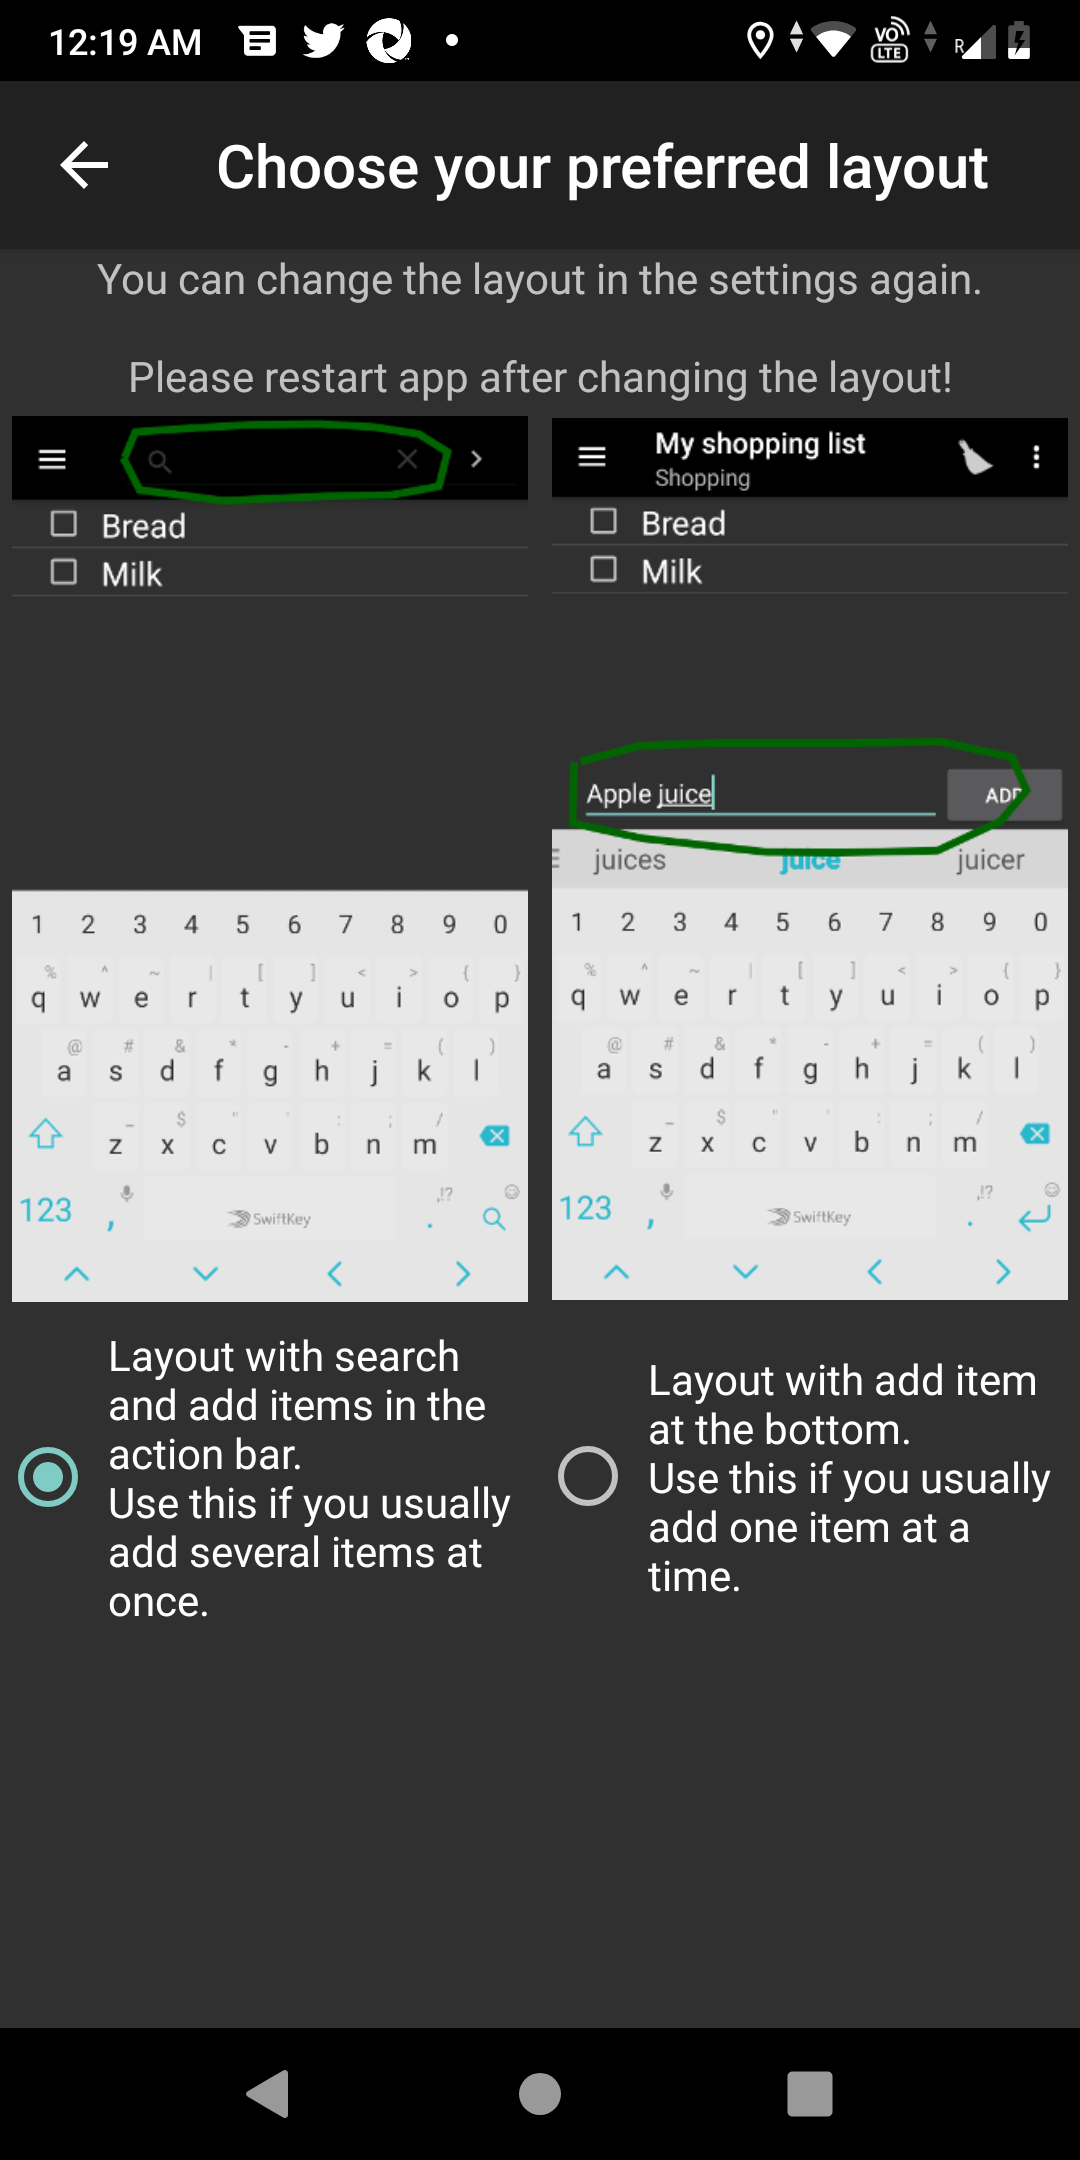 12:19 AM
VO LTE
R
Choose your preferred layout
You can change the layout in the settings again.
Please restart app after changing the layout!
Bread
Milk
1 2 3 4 5 6 7 8 9 0
% ^ ~ | [ ] < > { }
q w e r t y u i o p
@ # & * - + = ( )
a s d f g h j k l
_ $ " ' : ; /
z x c v b n m
123 , SwiftKey . ,!?
My shopping list
Shopping
Bread
Milk
Apple juice
ADD
juices juice juicer
1 2 3 4 5 6 7 8 9 0
% ^ ~ | [ ] < > { }
q w e r t y u i o p
@ # & * - + = ( )
a s d f g h j k l
_ $ " ' : ; /
z x c v b n m
123 , SwiftKey . ,!?
Layout with search
and add items in the
action bar.
Use this if you usually
add several items at
once.
Layout with add item
at the bottom.
Use this if you usually
add one item at a
time.